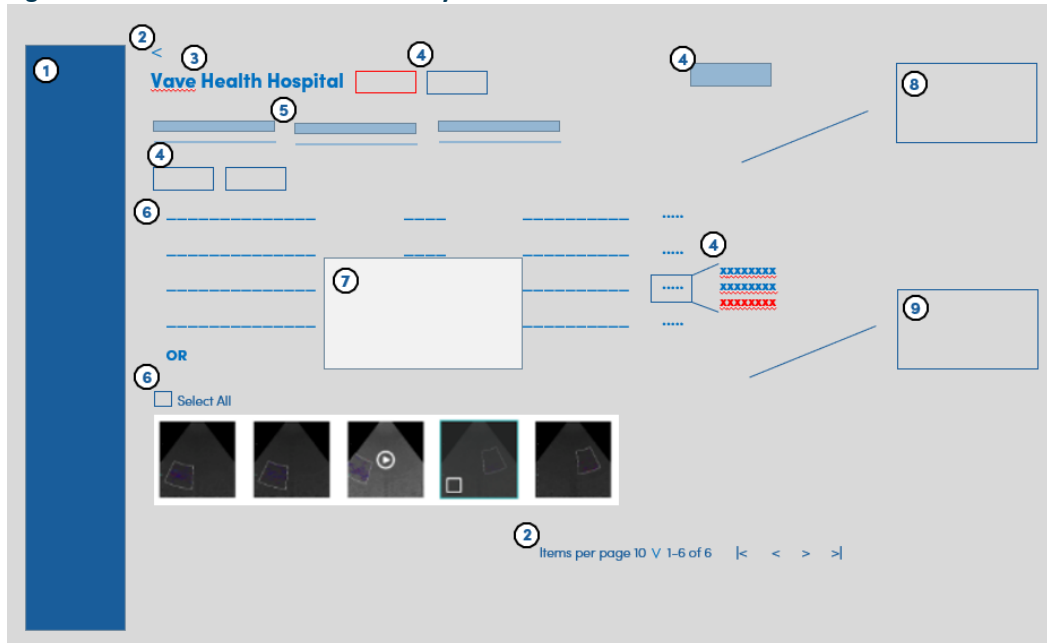 2
<
1
3
4
4
8
Vave Health Hospital
5
4
6
.....
4
.....
7
xxxxxxxx
..... xxxxxxxx
xxxxxxxx
9
.....
OR
6
Select All
2
Items per page 10 V 1-6 of 6 |< < > >|